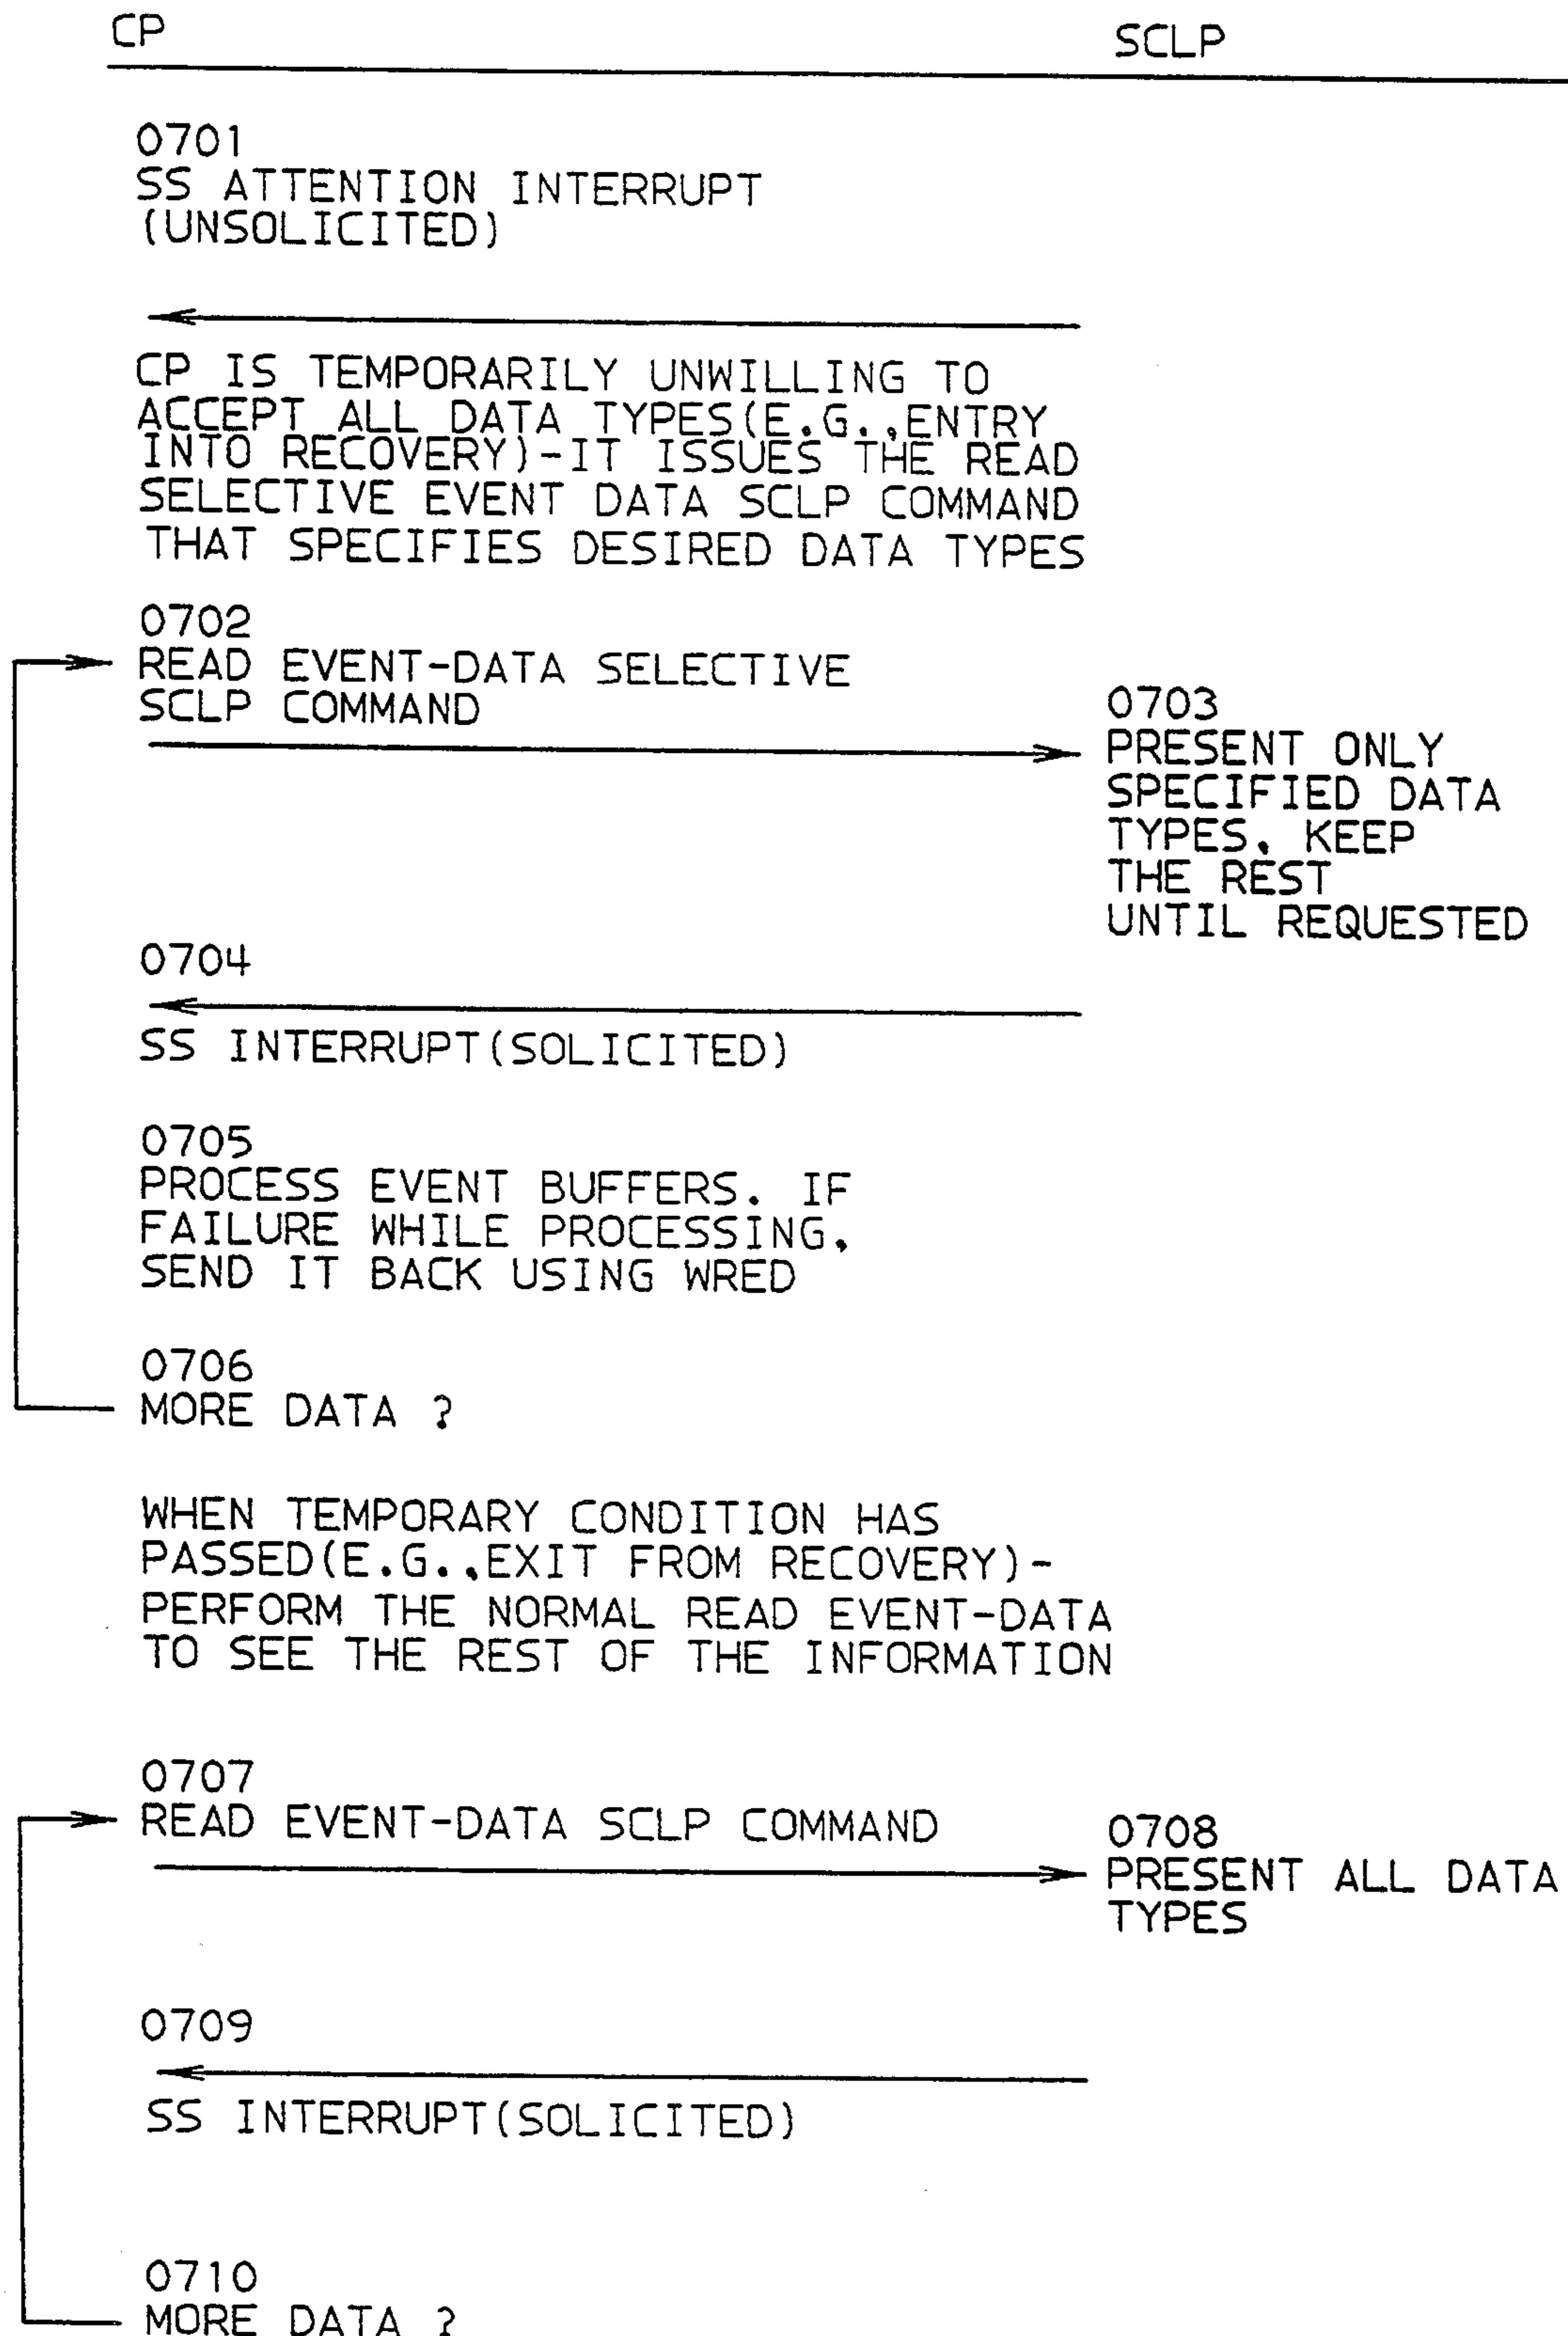 CP
SCLP
0701
SS ATTENTION INTERRUPT
(UNSOLICITED)
CP IS TEMPORARILY UNWILLING TO
ACCEPT ALL DATA TYPES(E.G.,ENTRY
INTO RECOVERY)-IT ISSUES THE READ
SELECTIVE EVENT DATA SCLP COMMAND
THAT SPECIFIES DESIRED DATA TYPES
0702
READ EVENT-DATA SELECTIVE
SCLP COMMAND
0703
PRESENT ONLY
SPECIFIED DATA
TYPES, KEEP
THE REST
UNTIL REQUESTED
0704
SS INTERRUPT(SOLICITED)
0705
PROCESS EVENT BUFFERS. IF
FAILURE WHILE PROCESSING,
SEND IT BACK USING WRED
0706
MORE DATA ?
WHEN TEMPORARY CONDITION HAS
PASSED(E.G.,EXIT FROM RECOVERY)-
PERFORM THE NORMAL READ EVENT-DATA
TO SEE THE REST OF THE INFORMATION
0707
READ EVENT-DATA SCLP COMMAND
0708
PRESENT ALL DATA
TYPES
0709
SS INTERRUPT(SOLICITED)
0710
MORE DATA ?